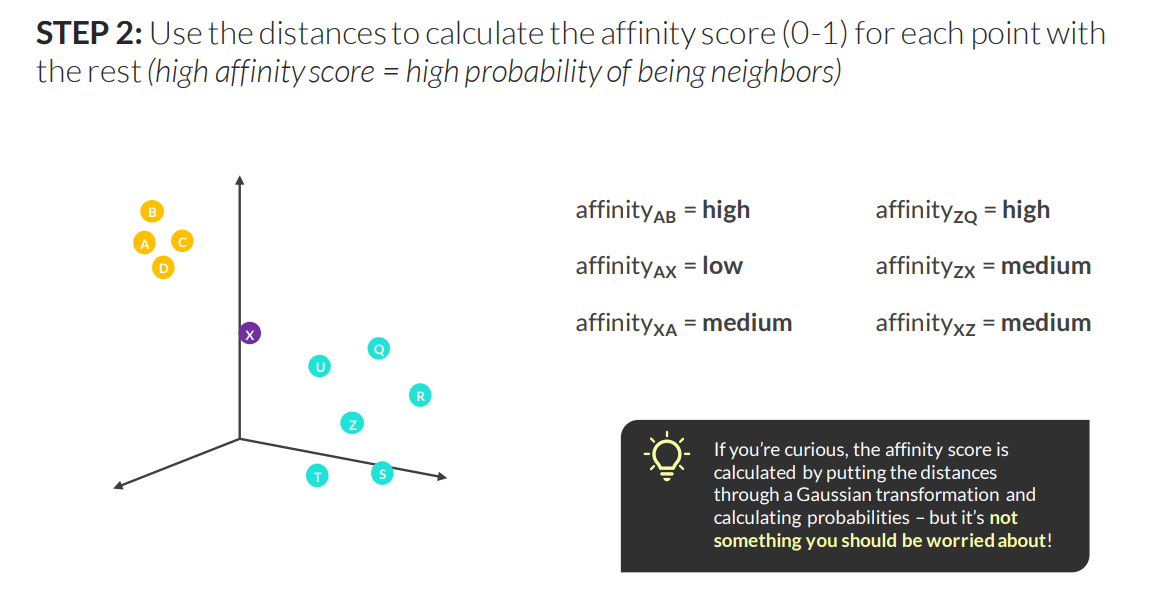 STEP 2: Use the distances to calculate the affinity score (0-1) for each point with
the rest (high affinity score = high probability of being neighbors)
B
A
C
D
X
U
Q
R
Z
T
S
affinityAB = high
affinityZQ = high
affinityAX = low
affinityZX = medium
affinityXA = medium
affinityXZ = medium
If you're curious, the affinity score is
calculated by putting the distances
through a Gaussian transformation and
calculating probabilities – but it's not
something you should be worried about!